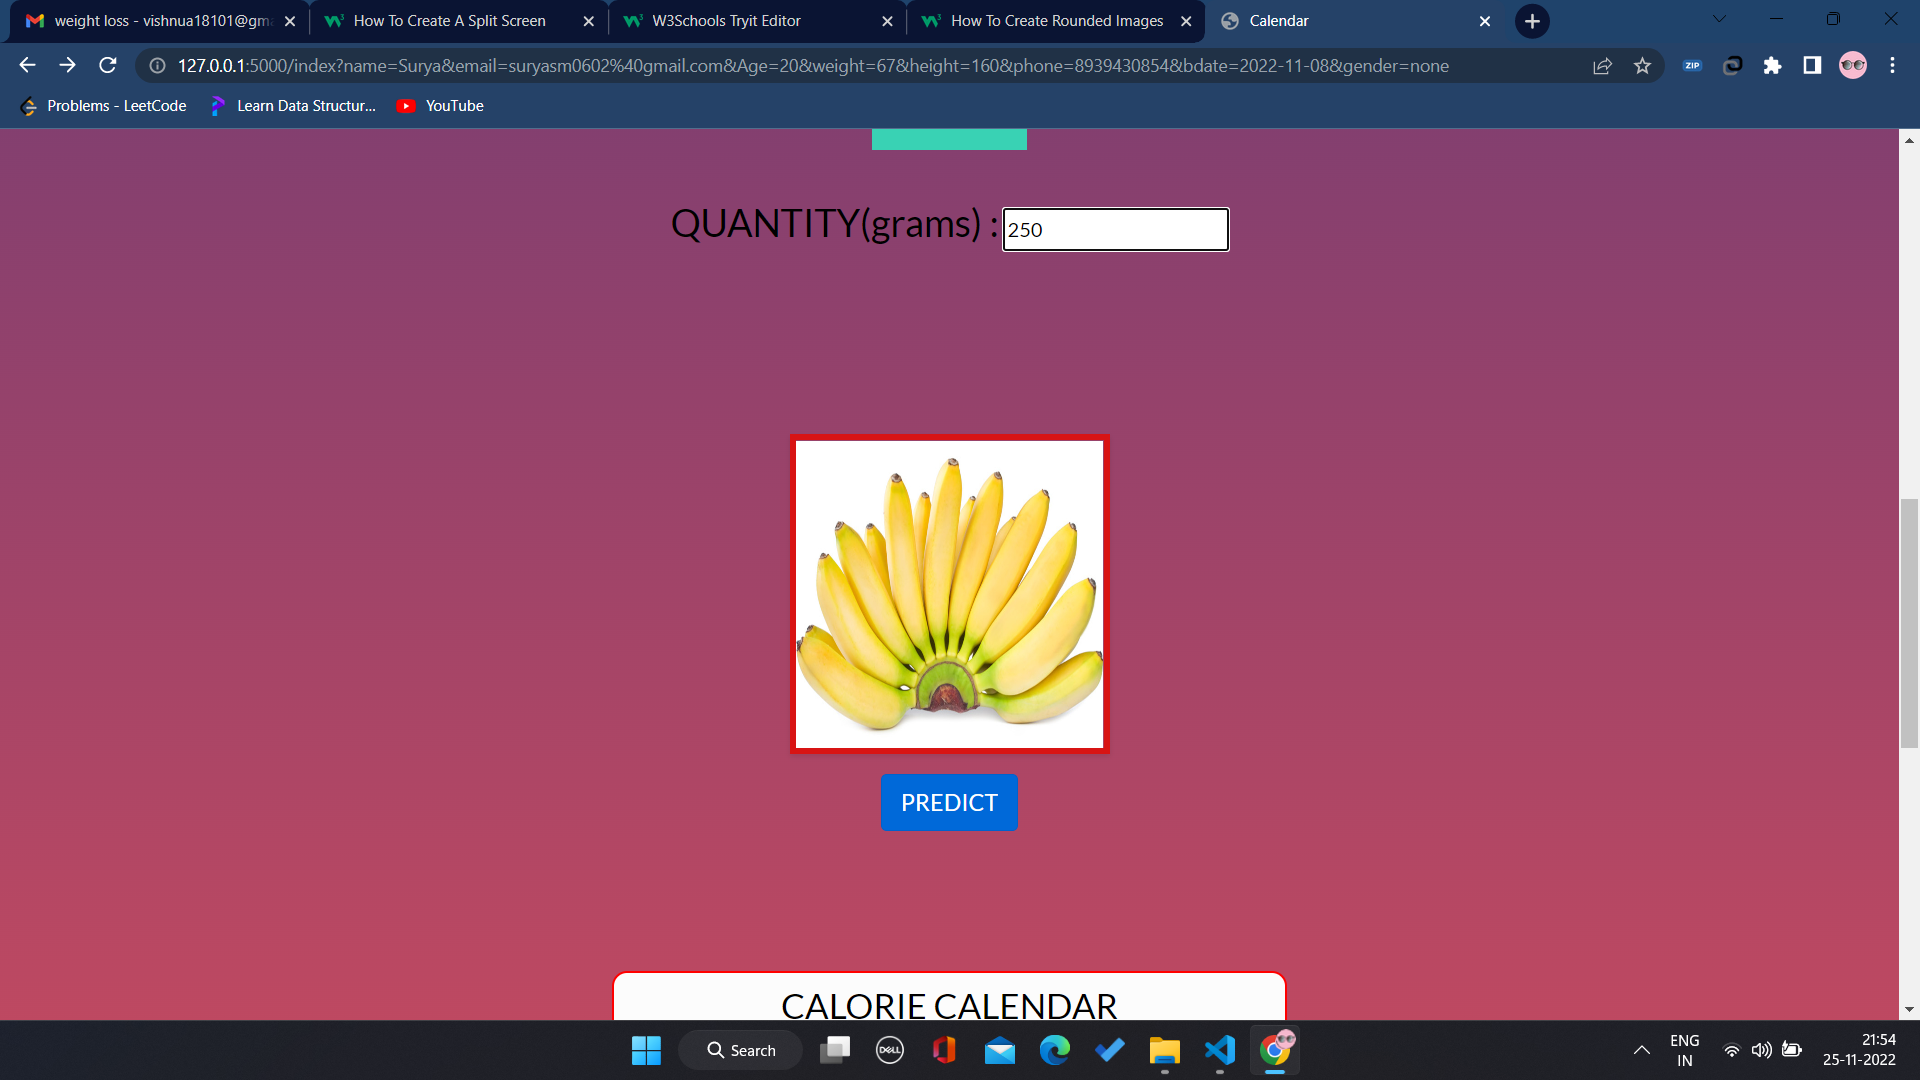 weight loss - vishnua18101@gma
How To Create A Split Screen
W3Schools Tryit Editor
How To Create Rounded Images
Calendar
127.0.0.1:5000/index?name=Surya&email=suryasm0602%40gmail.com&Age=20&weight=67&height=160&phone=8939430854&bdate=2022-11-08&gender=none
ZIP
Problems - LeetCode
Learn Data Structur...
YouTube
QUANTITY(grams) : 250
PREDICT
CALORIE CALENDAR
Search
DELL
ENG
IN
21:54
25-11-2022